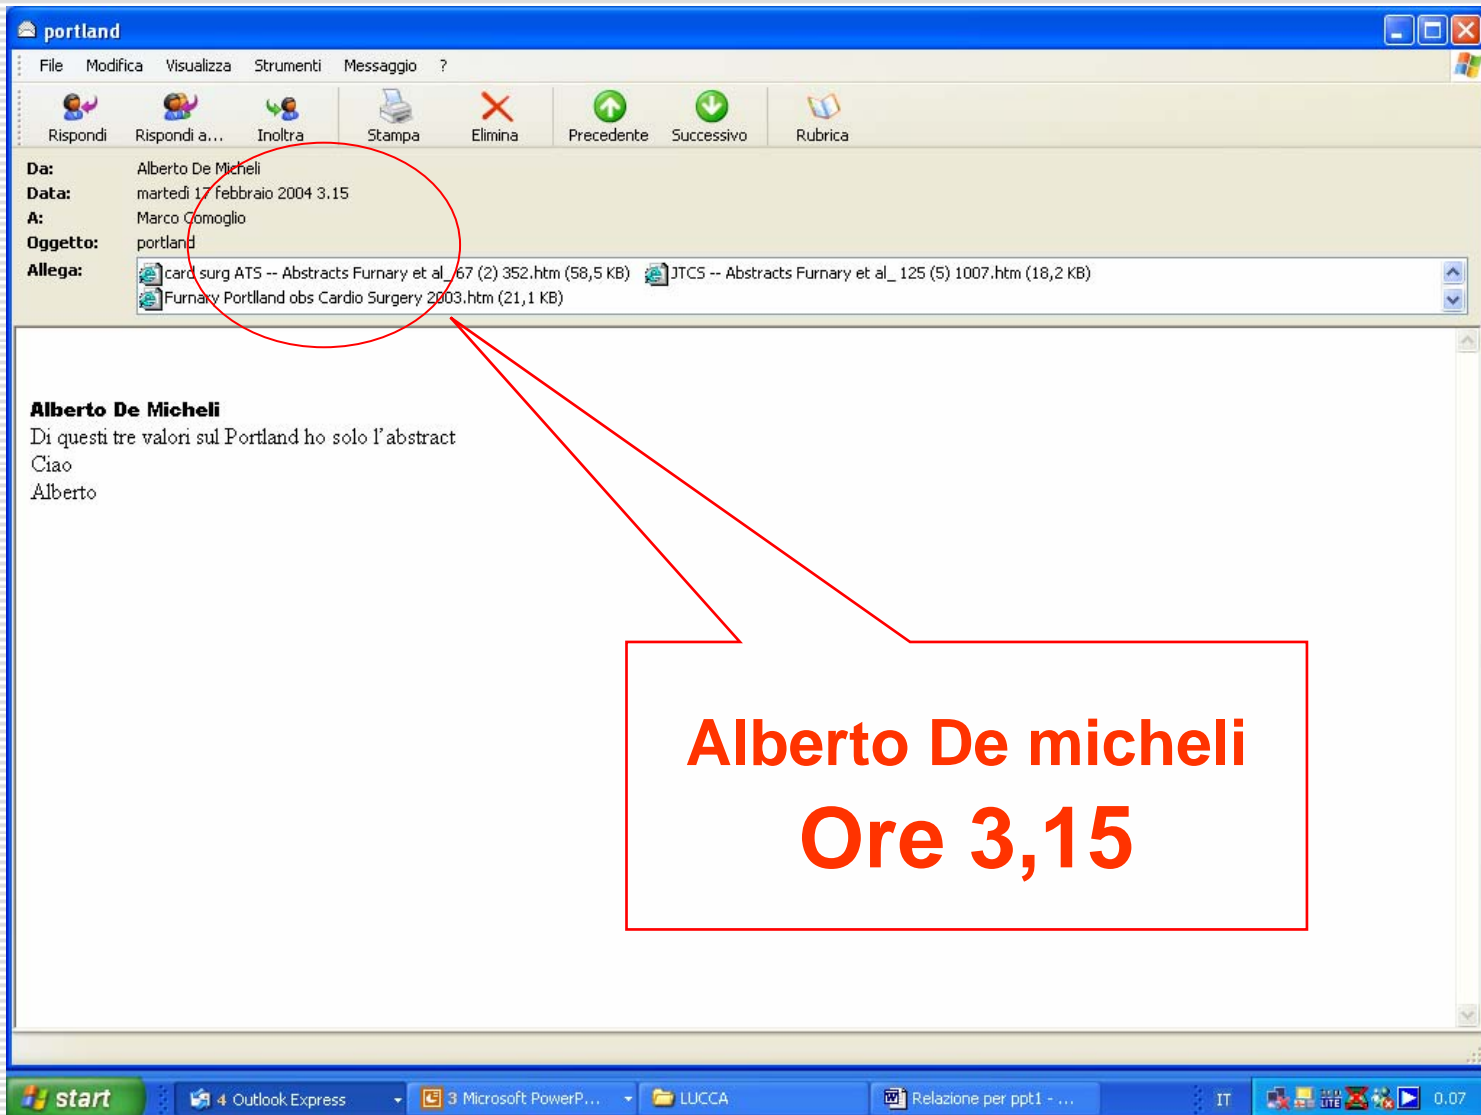 portland
File Modifica Visualizza Strumenti Messaggio ?
Rispondi Rispondi a... Inoltra Stampa Elimina Precedente Successivo Rubrica
Da: Alberto De Micheli
Data: martedì 17 febbraio 2004 3.15
A: Marco Comoglio
Oggetto: portland
Allega: card surg ATS -- Abstracts Furnary et al_ 67 (2) 352.htm (58,5 KB) JTCS -- Abstracts Furnary et al_ 125 (5) 1007.htm (18,2 KB)
Furnary Portlland obs Cardio Surgery 2003.htm (21,1 KB)
Alberto De Micheli
Di questi tre valori sul Portland ho solo l'abstract
Ciao
Alberto
Alberto De micheli
Ore 3,15
start 4 Outlook Express 3 Microsoft PowerP... LUCCA Relazione per ppt1 - ... IT 0.07